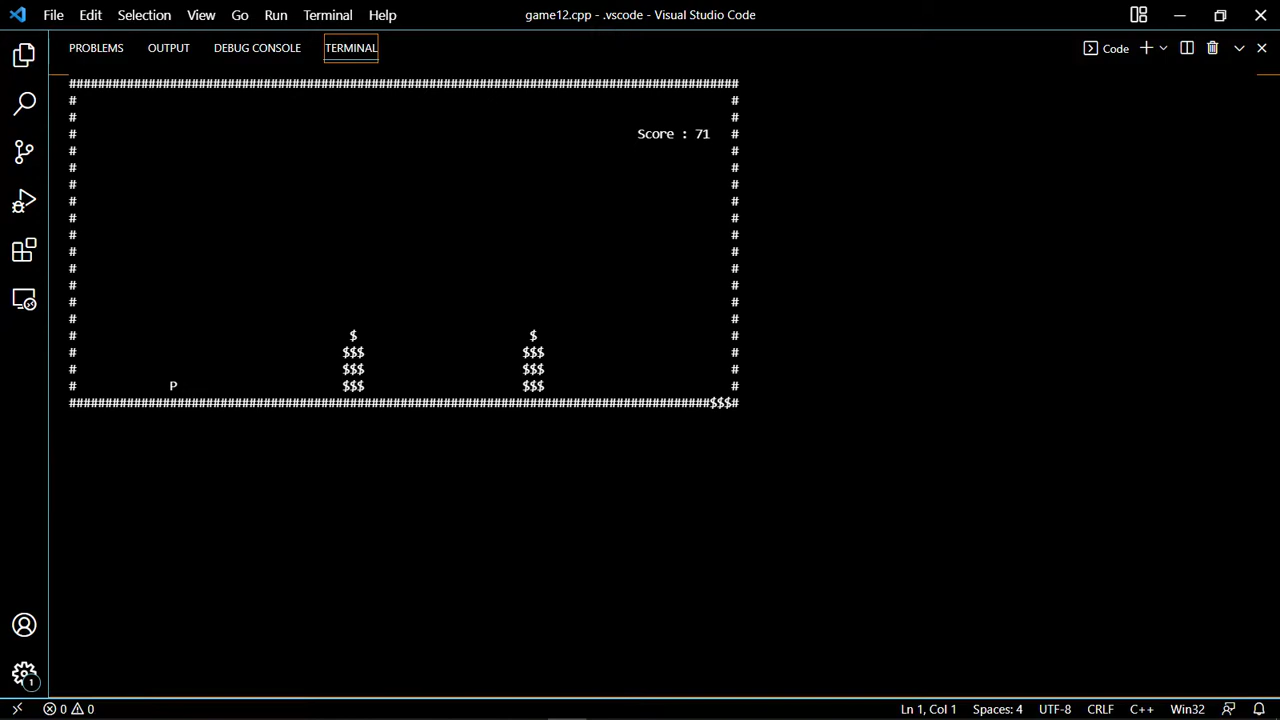 File Edit Selection View Go Run Terminal Help
game12.cpp - .vscode - Visual Studio Code
PROBLEMS OUTPUT DEBUG CONSOLE TERMINAL
Code
#############################################################################################
# #
# #
# Score : 71 #
# #
# #
# #
# #
# #
# #
# #
# #
# #
# #
# #
# $ $ #
# $$$ $$$ #
# $$$ $$$ #
# P $$$ $$$ #
#########################################################################################$$$#
1
0 0
Ln 1, Col 1 Spaces: 4 UTF-8 CRLF C++ Win32